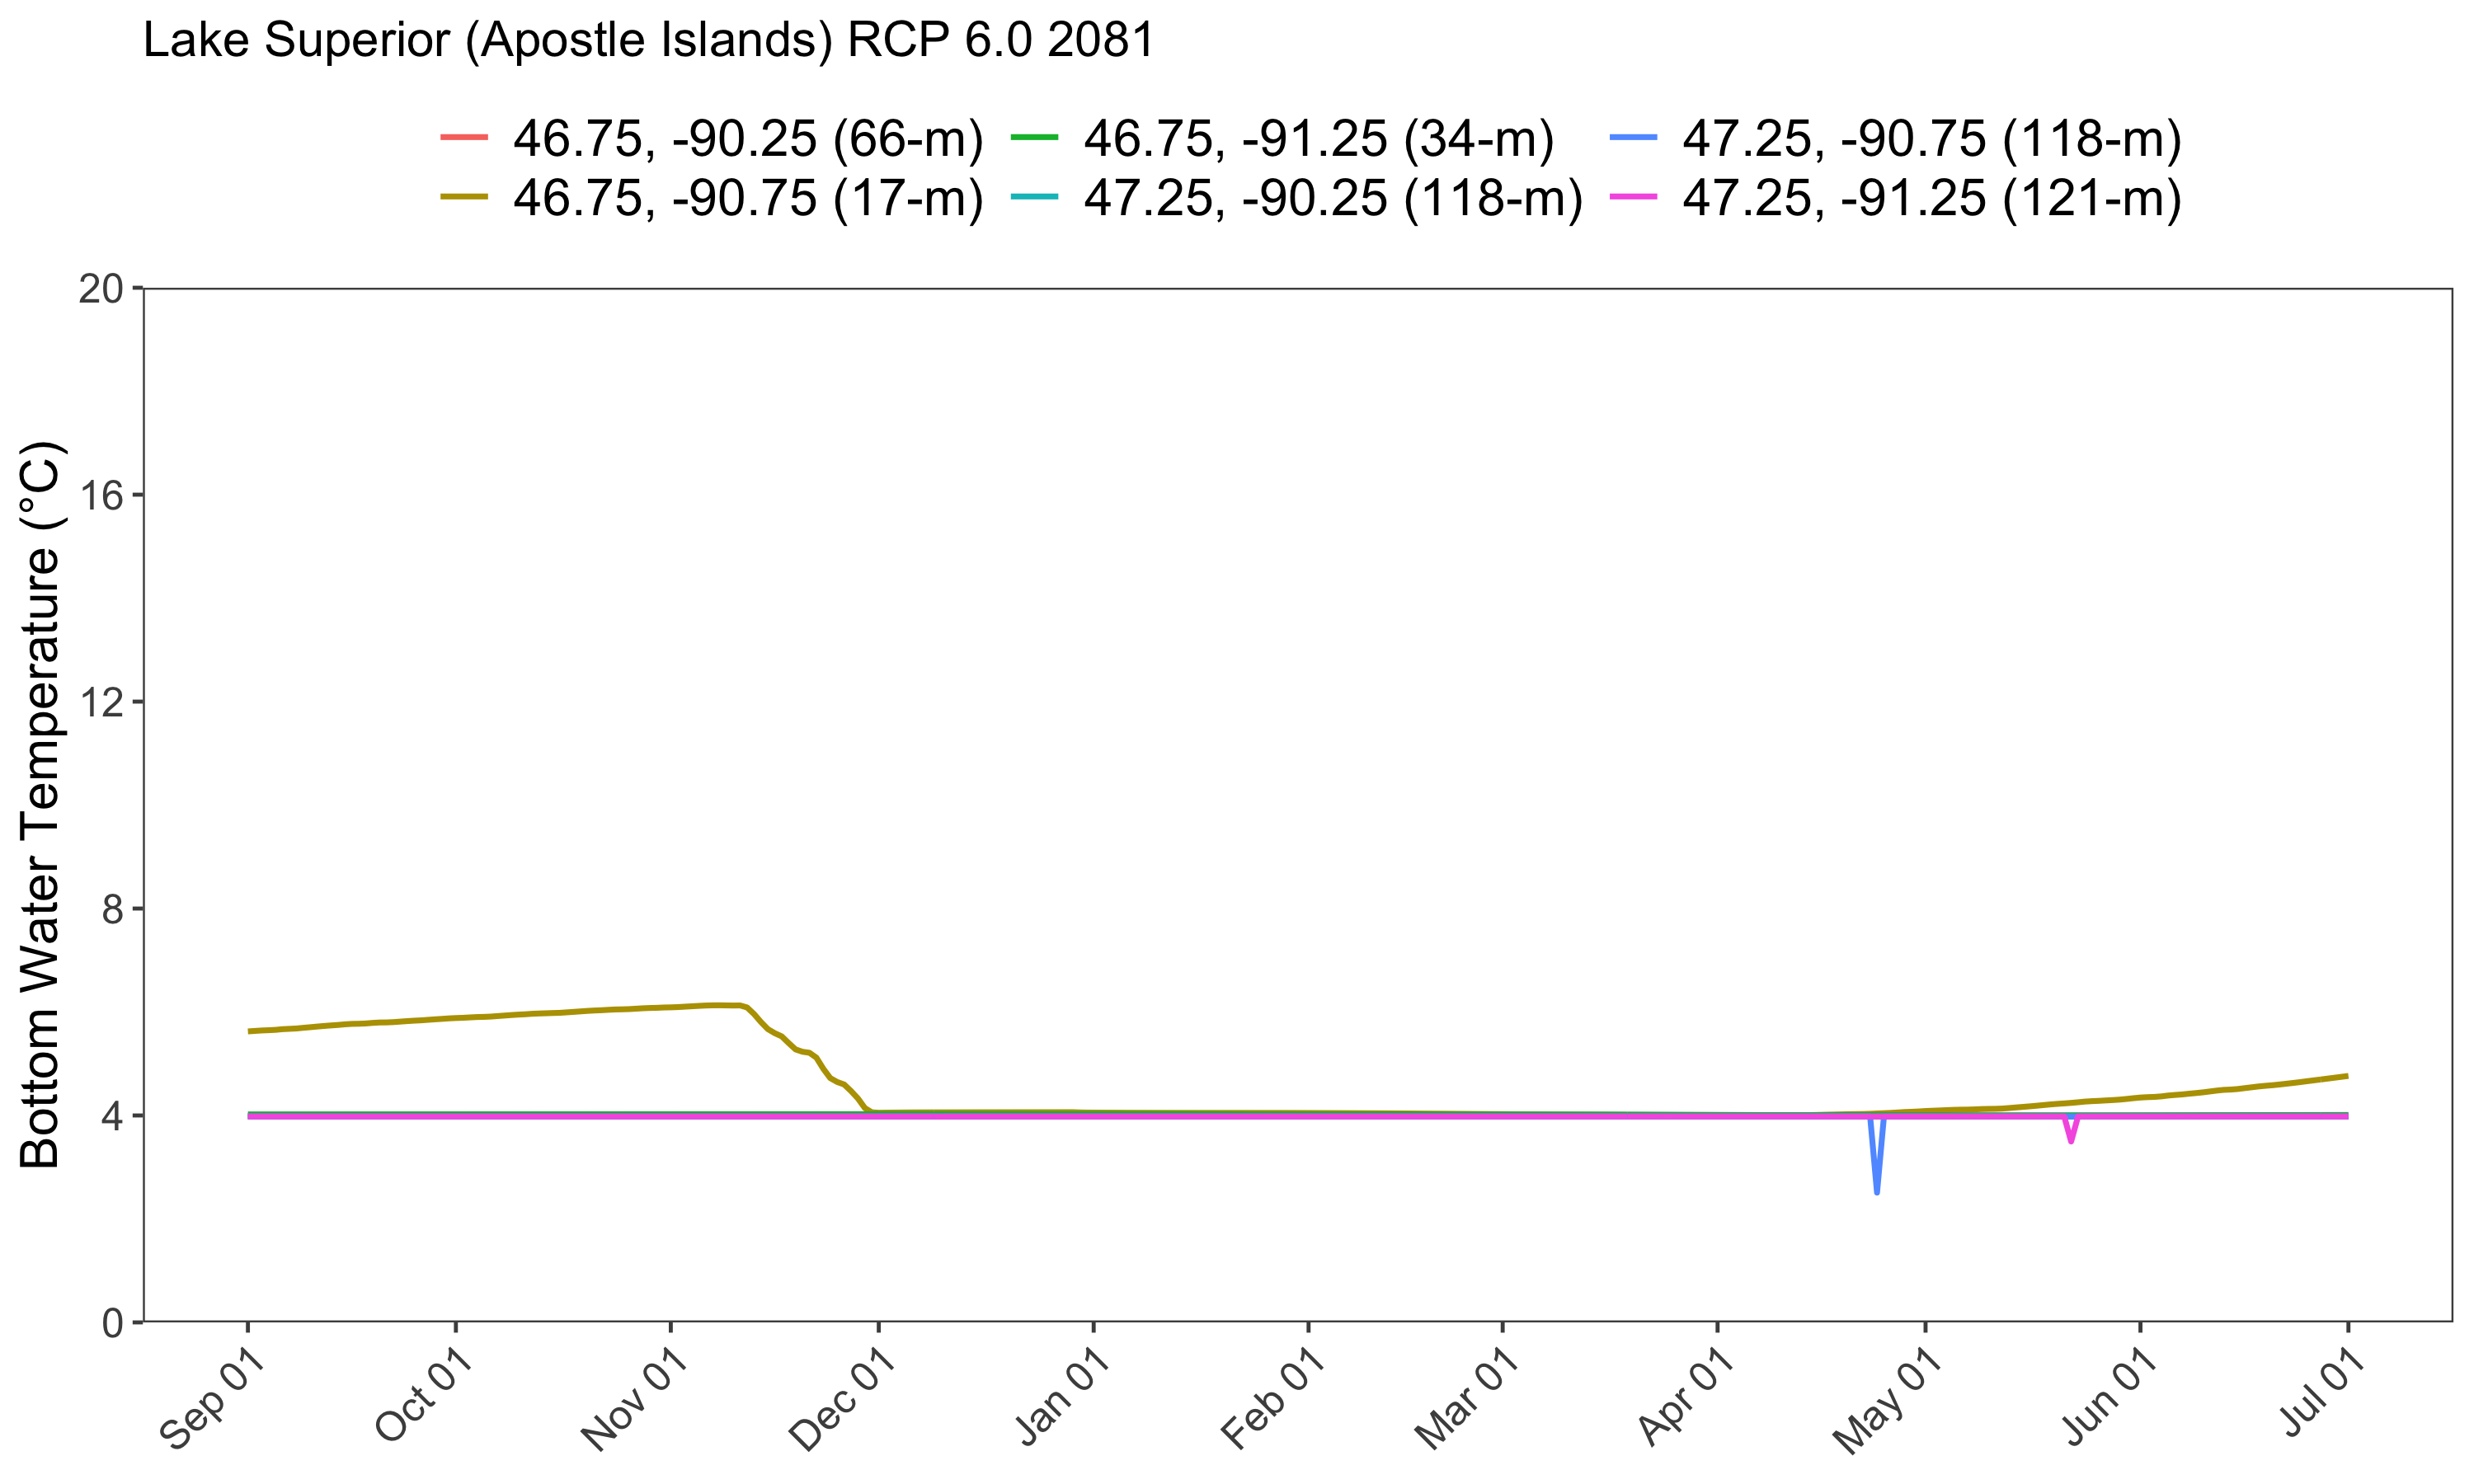 Lake Superior (Apostle Islands) RCP 6.0 2081
46.75, -90.25 (66-m) 46.75, -91.25 (34-m) 47.25, -90.75 (118-m)
46.75, -90.75 (17-m) 47.25, -90.25 (118-m) 47.25, -91.25 (121-m)
Bottom Water Temperature (°C)
20
16
12
8
4
0
Sep 01 Oct 01 Nov 01 Dec 01 Jan 01 Feb 01 Mar 01 Apr 01 May 01 Jun 01 Jul 01